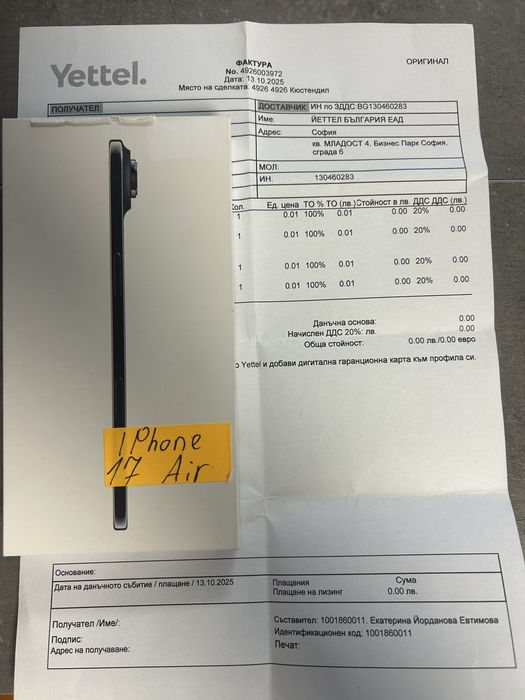 Yettel.
ФАКТУРА
No. 4926003972
Дата: 13.10.2025
Място на сделката: 4926 4926 Кюстендил
ОРИГИНАЛ
ПОЛУЧАТЕЛ
ДОСТАВЧИК ИН по ЗДДС:BG130460283
Име: ЙЕТТЕЛ БЪЛГАРИЯ ЕАД
Адрес: София
кв. МЛАДОСТ 4, Бизнес Парк София,
сграда 6
МОЛ:
ИН: 130460283
Кол. Ед. цена ТО % ТО (лв.) Стойност в лв. ДДС ДДС (лв.)
1 0.01 100% 0.01 0.00 20% 0.00
1 0.01 100% 0.01 0.00 20% 0.00
1 0.01 100% 0.01 0.00 20% 0.00
1 0.01 100% 0.01 0.00 20% 0.00
Данъчна основа: 0.00
Начислен ДДС 20%: лв. 0.00
Обща стойност: 0.00 лв./0.00 евро
Yettel и добави дигитална гаранционна карта към профила си.
IPhone
17 Air
Основание:
Дата на данъчното събитие / плащане / 13.10.2025
Плащания Сума
Плащане на лизинг 0.00 лв.
Получател /Име/:
Подпис:
Адрес на получаване:
Съставител: 1001860011. Екатерина Йорданова Евтимова
Идентификационен код: 1001860011
Печат: